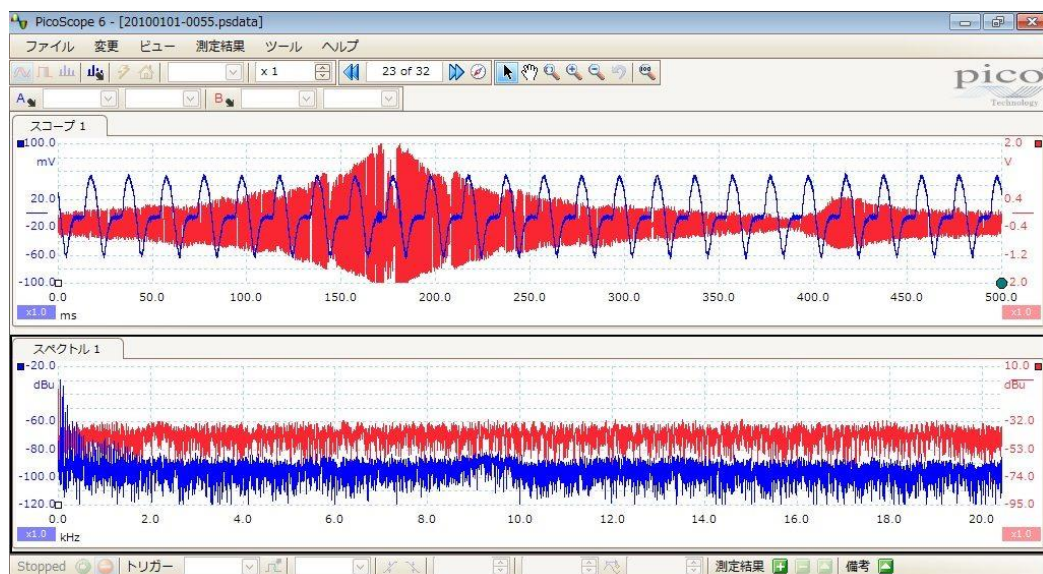 PicoScope 6 - [20100101-0055.psdata]
ファイル 変更 ビュー 測定結果 ツール ヘルプ
x 1 23 of 32
pico
Technology
A B
スコープ 1
100.0 2.0
mV V
20.0 0.4
-20.0 -0.4
-60.0 -1.2
-100.0 -2.0
0.0 50.0 100.0 150.0 200.0 250.0 300.0 350.0 400.0 450.0 500.0
x1.0 ms x1.0
スペクトル 1
-20.0 10.0
dBu dBu
-60.0 -32.0
-80.0 -53.0
-100.0 -74.0
-120.0 -95.0
0.0 2.0 4.0 6.0 8.0 10.0 12.0 14.0 16.0 18.0 20.0
x1.0 kHz x1.0
Stopped トリガー 測定結果 備考